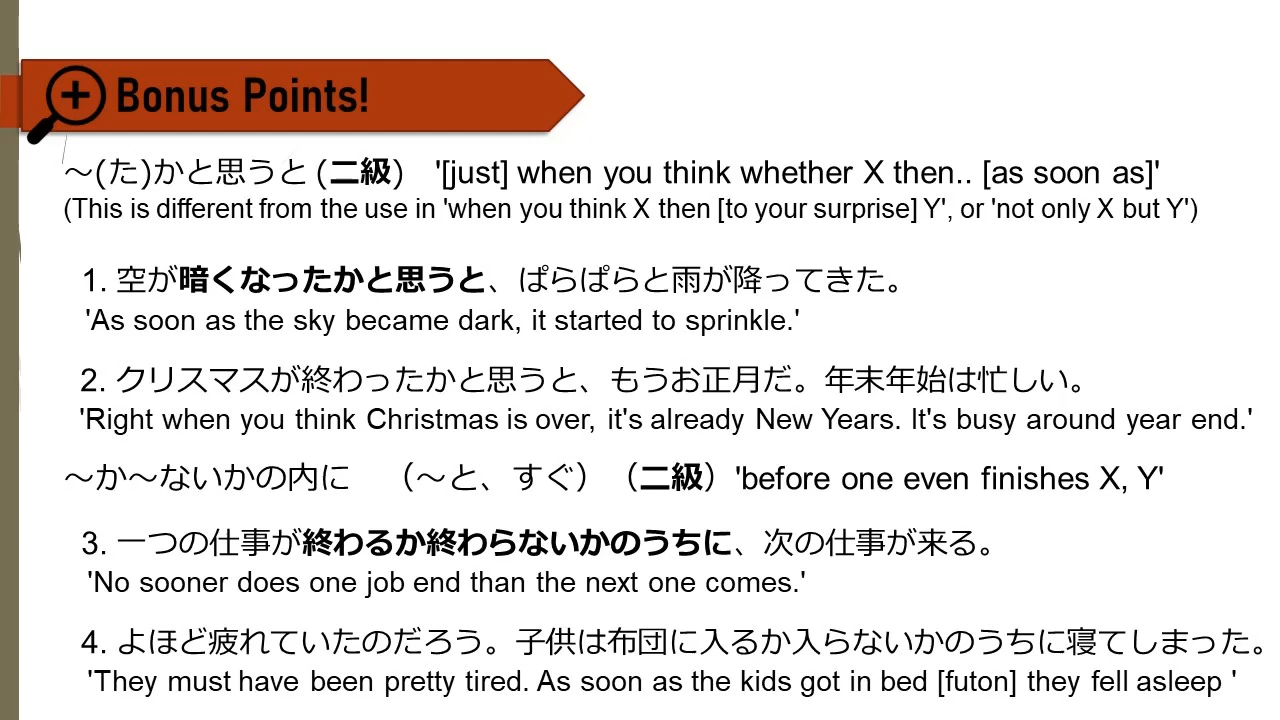 Bonus Points!
～(た)かと思うと (二級) '[just] when you think whether X then.. [as soon as]'
(This is different from the use in 'when you think X then [to your surprise] Y', or 'not only X but Y')
1. 空が暗くなったかと思うと、ぱらぱらと雨が降ってきた。
'As soon as the sky became dark, it started to sprinkle.'
2. クリスマスが終わったかと思うと、もうお正月だ。年末年始は忙しい。
'Right when you think Christmas is over, it's already New Years. It's busy around year end.'
～か～ないかの内に （～と、すぐ）（二級）'before one even finishes X, Y'
3. 一つの仕事が終わるか終わらないかのうちに、次の仕事が来る。
'No sooner does one job end than the next one comes.'
4. よほど疲れていたのだろう。子供は布団に入るか入らないかのうちに寝てしまった。
'They must have been pretty tired. As soon as the kids got in bed [futon] they fell asleep '